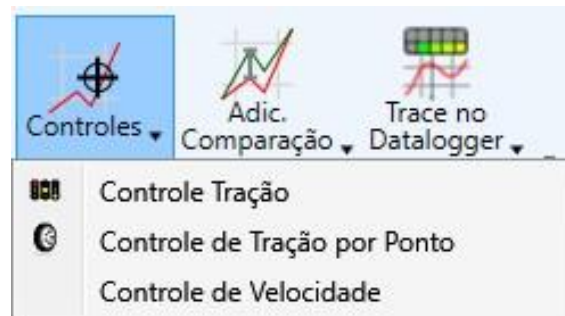 Controles
Adic.
Comparação
Trace no
Datalogger
Controle Tração
Controle de Tração por Ponto
Controle de Velocidade